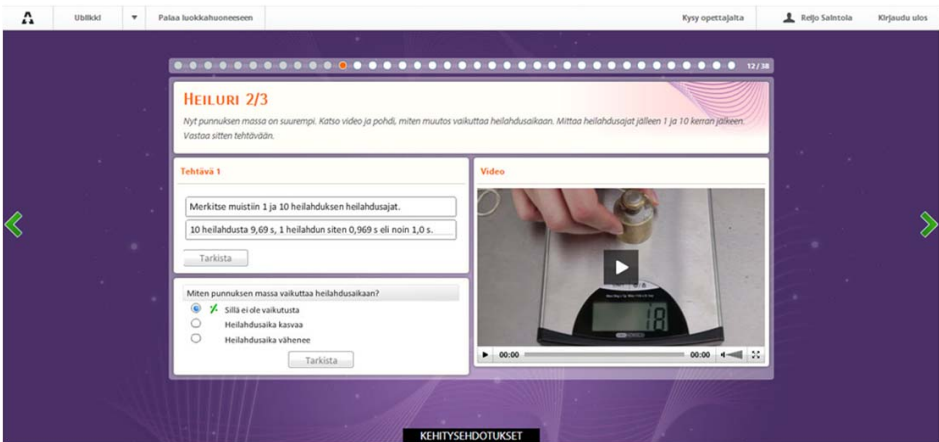 Ublikki
Palaa luokkahuoneeseen
Kysy opettajalta
Reijo Saintola
Kirjaudu ulos
12/38
HEILURI 2/3
Nyt punnuksen massa on suurempi. Katso video ja pohdi, miten muutos vaikuttaa heilahdusaikaan. Mittaa heilahdusajat jälleen 1 ja 10 kerran jälkeen.
Vastaa sitten tehtävään.
Tehtävä 1
Merkitse muistiin 1 ja 10 heilahduksen heilahdusajat.
10 heilahdusta 9,69 s, 1 heilahdun siten 0,969 s eli noin 1,0 s.
Tarkista
Miten punnuksen massa vaikuttaa heilahdusaikaan?
Sillä ei ole vaikutusta
Heilahdusaika kasvaa
Heilahdusaika vähenee
Tarkista
Video
00:00
00:00
KEHITYSEHDOTUKSET